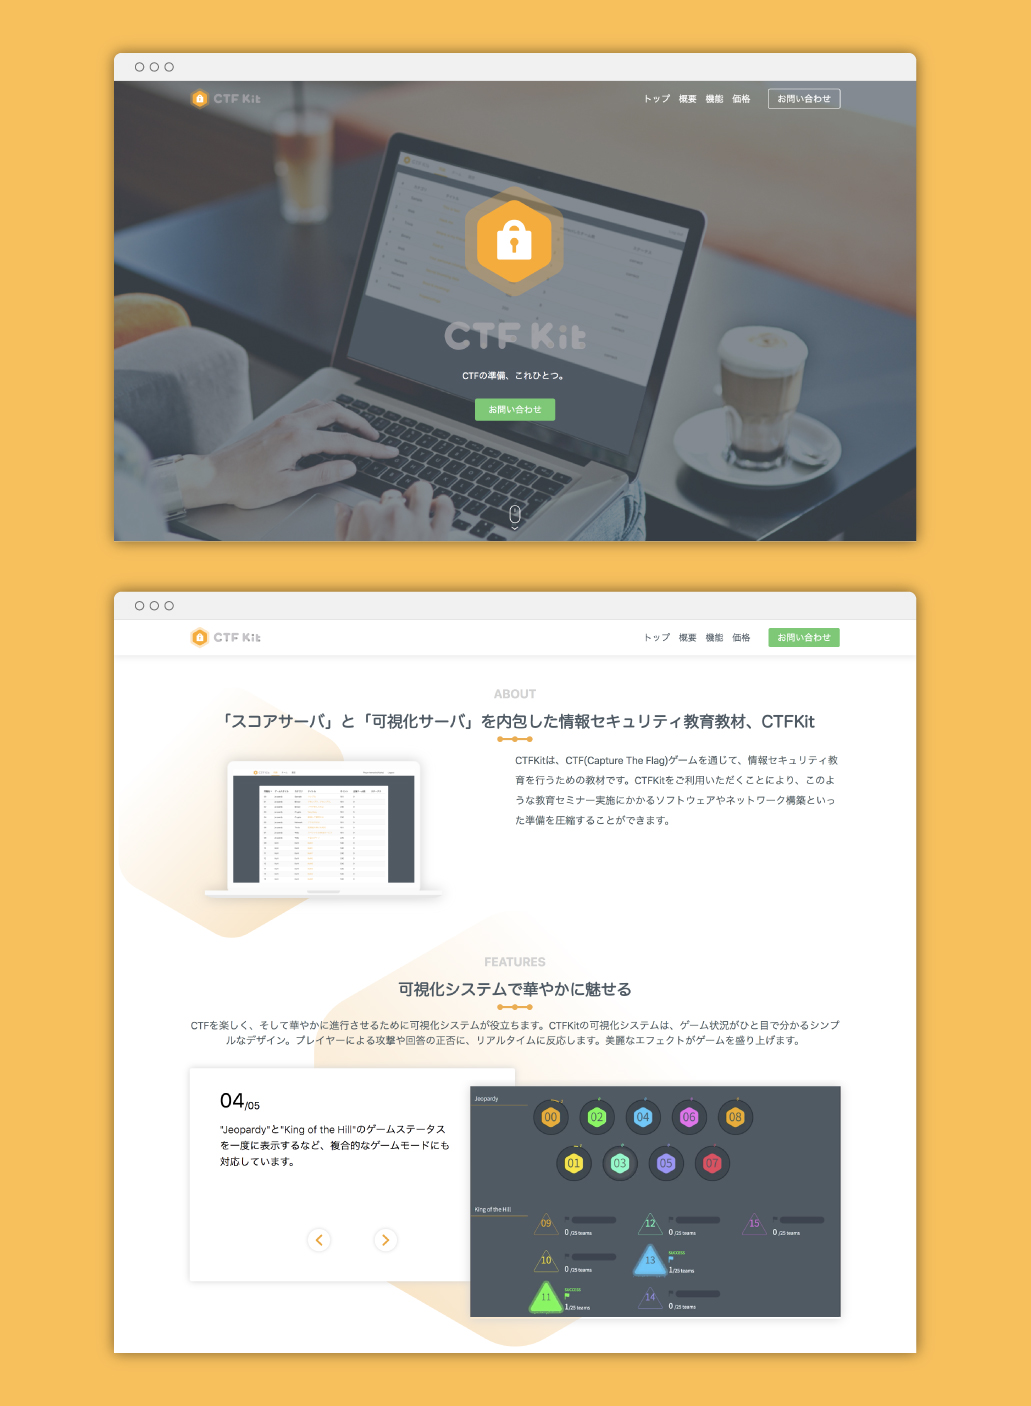 CTF Kit
トップ 概要 機能 価格 お問い合わせ
CTF Kit
CTFの準備、これひとつ。
お問い合わせ
CTF Kit
トップ 概要 機能 価格 お問い合わせ
ABOUT
「スコアサーバ」と「可視化サーバ」を内包した情報セキュリティ教育教材、CTFKit
CTFKitは、CTF(Capture The Flag)ゲームを通じて、情報セキュリティ教
育を行うための教材です。CTFKitをご利用いただくことにより、このよ
うな教育セミナー実施にかかるソフトウェアやネットワーク構築といっ
た準備を圧縮することができます。
FEATURES
可視化システムで華やかに魅せる
CTFを楽しく、そして華やかに進行させるために可視化システムが役立ちます。CTFKitの可視化システムは、ゲーム状況がひと目で分かるシンプ
ルなデザイン。プレイヤーによる攻撃や回答の正否に、リアルタイムに反応します。美麗なエフェクトがゲームを盛り上げます。
04/05
"Jeopardy"と"King of the Hill"のゲームステータス
を一度に表示するなど、複合的なゲームモードにも
対応しています。
Jeopardy
00 02 04 06 08
01 03 05 07
King of the Hill
09 0 /25 teams 12 0 /25 teams 15 0 /25 teams
10 0 /25 teams 13 success 1/25 teams
11 success 1/25 teams 14 0 /25 teams